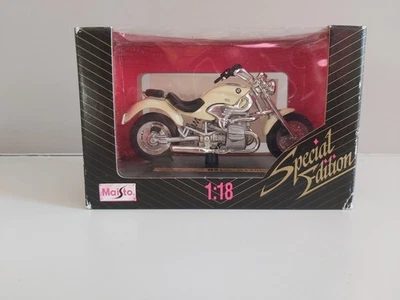 Maisto
1:18
Special
Edition